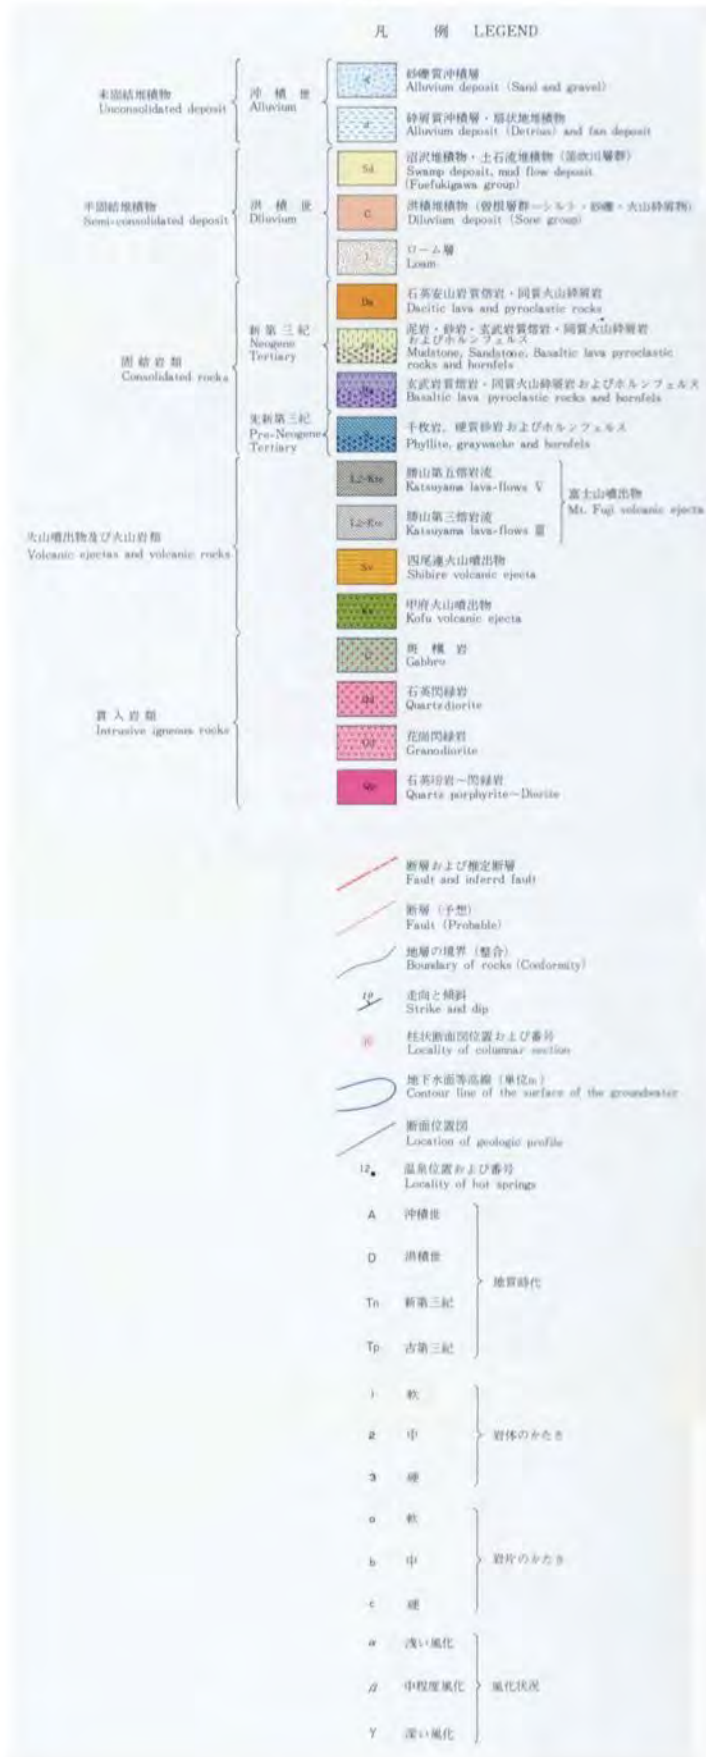 凡 例 LEGEND
未固結堆積物
Unconsolidated deposit
沖積世
Alluvium
砂礫質沖積層
Alluvium deposit (Sand and gravel)
砕屑質沖積層・扇状地堆積物
Alluvium deposit (Detrius) and fan deposit
半固結堆積物
Semi-consolidated deposit
洪積世
Diluvium
Sd
沼沢堆積物・土石流堆積物 (笛吹川層群)
Swamp deposit, mud flow deposit
(Fuefukigawa group)
C
洪積堆積物 (曽根層群-シルト・砂礫・火山砕屑物)
Diluvium deposit (Sone group)
l
ローム層
Loam
固結岩類
Consolidated rocks
新第三紀
Neogene
Tertiary
Da
石英安山岩質熔岩・同質火山砕屑岩
Dacitic lava and pyroclastic rocks
泥岩・砂岩・玄武岩質熔岩・同質火山砕屑岩
およびホルンフェルス
Mudstone, Sandstone, Basaltic lava pyroclastic
rocks and hornfels
玄武岩質熔岩・同質火山砕屑岩およびホルンフェルス
Basaltic lava pyroclastic rocks and hornfels
先新第三紀
Pre-Neogene
Tertiary
千枚岩，硬質砂岩およびホルンフェルス
Phyllite, graywacke and hornfels
火山噴出物及び火山岩類
Volcanic ejectas and volcanic rocks
勝山第五熔岩流
Katsuyama lava-flows Ⅴ
勝山第三熔岩流
Katsuyama lava-flows Ⅲ
富士山噴出物
Mt. Fuji volcanic ejecta
Sv
四尾連火山噴出物
Shibire volcanic ejecta
Kv
甲府火山噴出物
Kofu volcanic ejecta
貫入岩類
Intrusive igneous rocks
斑糲岩
Gabbro
Qd
石英閃緑岩
Quartzdiorite
Gd
花崗閃緑岩
Granodiorite
Qp
石英玢岩~閃緑岩
Quartz porphyrite~Diorite
断層および推定断層
Fault and inferrd fault
断層 (予想)
Fault (Probable)
地層の境界 (整合)
Boundary of rocks (Conformity)
走向と傾斜
Strike and dip
柱状断面図位置および番号
Locality of columnar section
地下水面等高線 (単位m)
Contour line of the surface of the groundwater
断面位置図
Location of geologic profile
12
温泉位置および番号
Locality of hot springs
A 沖積世
D 洪積世
Tn 新第三紀
Tp 古第三紀
地質時代
1 軟
2 中
3 硬
岩体のかたさ
a 軟
b 中
c 硬
岩片のかたさ
α 浅い風化
β 中程度風化
γ 深い風化
風化状況